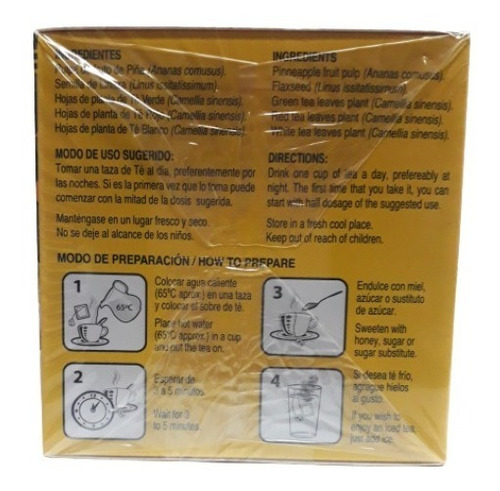 INGREDIENTES
Pulpa Fruto de Piña (Ananas comusus).
Semilla de Linaza (Linus issitatissimum).
Hojas de planta de Té Verde (Camellia sinensis).
Hojas de planta de Té Rojo (Camellia sinensis).
Hojas de planta de Té Blanco (Camellia sinensis).
MODO DE USO SUGERIDO:
Tomar una taza de Té al día, preferentemente por
las noches. Si es la primera vez que lo toma puede
comenzar con la mitad de la dosis sugerida.
Manténgase en un lugar fresco y seco.
No se deje al alcance de los niños.
INGREDIENTS
Pinneapple fruit pulp (Ananas comusus).
Flaxseed (Linus issitatissimum).
Green tea leaves plant (Camellia sinensis).
Red tea leaves plant (Camellia sinensis).
White tea leaves plant (Camellia sinensis).
DIRECTIONS:
Drink one cup of tea a day, prefereably at
night. The first time that you take it, you can
start with half dosage of the suggested use.
Store in a fresh cool place.
Keep out of reach of children.
MODO DE PREPARACIÓN / HOW TO PREPARE
1
65ºC
Colocar agua caliente
(65ºC aprox.) en una taza
y colocar el sobre de té.
Place hot water
(65ºC approx.) in a cup
and put the tea on.
2
Esperar de
3 a 5 minutos.
Wait for 3
to 5 minutes.
3
Endulce con miel,
azúcar o sustituto
de azúcar.
Sweeten with
honey, sugar or
sugar substitute.
4
Si desea té frío,
agregue hielos
al gusto.
If you wish to
enjoy an iced tea
just add ice.